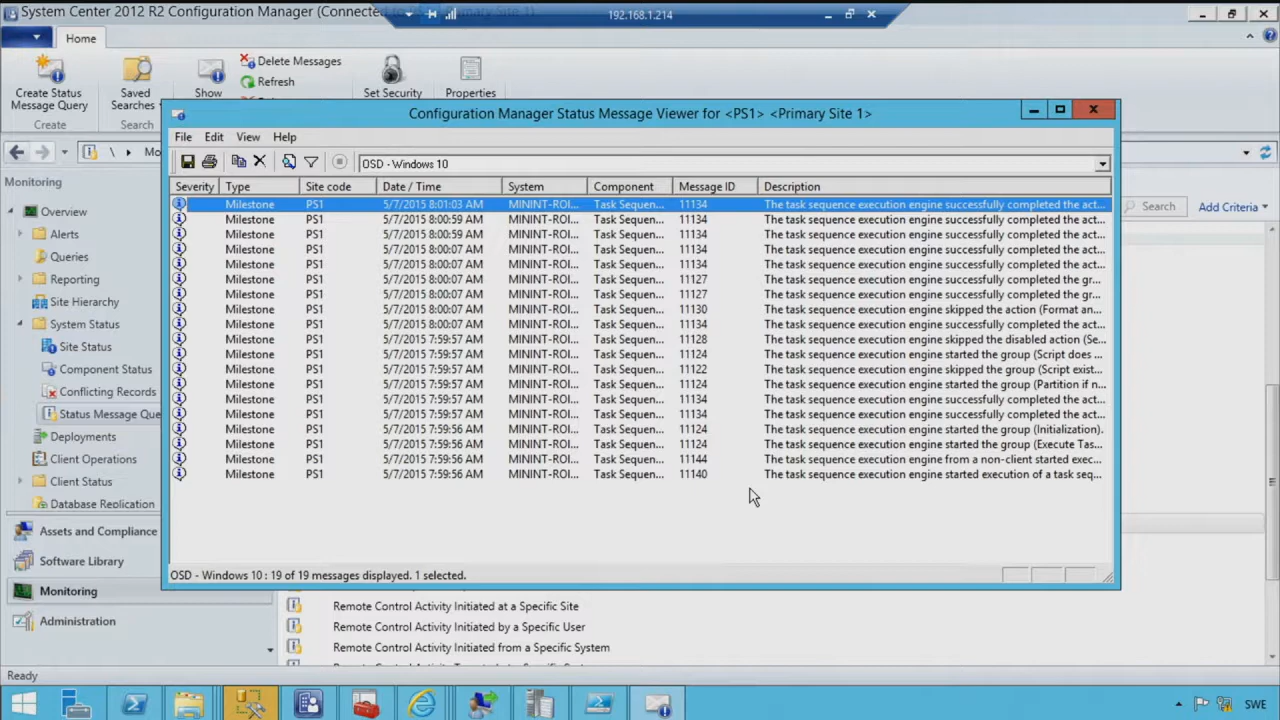 System Center 2012 R2 Configuration Manager (Connected
192.168.1.214
Home
Create Status Message Query
Saved Searches
Show
Delete Messages
Refresh
Set Security
Properties
Create
Search
Configuration Manager Status Message Viewer for <PS1> <Primary Site 1>
File Edit View Help
OSD - Windows 10
Severity Type Site code Date / Time System Component Message ID Description
Milestone PS1 5/7/2015 8:01:03 AM MININT-ROI... Task Sequen... 11134 The task sequence execution engine successfully completed the act...
Milestone PS1 5/7/2015 8:00:59 AM MININT-ROI... Task Sequen... 11134 The task sequence execution engine successfully completed the act...
Milestone PS1 5/7/2015 8:00:59 AM MININT-ROI... Task Sequen... 11134 The task sequence execution engine successfully completed the act...
Milestone PS1 5/7/2015 8:00:07 AM MININT-ROI... Task Sequen... 11134 The task sequence execution engine successfully completed the act...
Milestone PS1 5/7/2015 8:00:07 AM MININT-ROI... Task Sequen... 11134 The task sequence execution engine successfully completed the act...
Milestone PS1 5/7/2015 8:00:07 AM MININT-ROI... Task Sequen... 11127 The task sequence execution engine successfully completed the gr...
Milestone PS1 5/7/2015 8:00:07 AM MININT-ROI... Task Sequen... 11127 The task sequence execution engine successfully completed the gr...
Milestone PS1 5/7/2015 8:00:07 AM MININT-ROI... Task Sequen... 11130 The task sequence execution engine skipped the action (Format an...
Milestone PS1 5/7/2015 8:00:07 AM MININT-ROI... Task Sequen... 11134 The task sequence execution engine successfully completed the act...
Milestone PS1 5/7/2015 7:59:57 AM MININT-ROI... Task Sequen... 11128 The task sequence execution engine skipped the disabled action (Se...
Milestone PS1 5/7/2015 7:59:57 AM MININT-ROI... Task Sequen... 11124 The task sequence execution engine started the group (Script does ...
Milestone PS1 5/7/2015 7:59:57 AM MININT-ROI... Task Sequen... 11122 The task sequence execution engine skipped the group (Script exist...
Milestone PS1 5/7/2015 7:59:57 AM MININT-ROI... Task Sequen... 11124 The task sequence execution engine started the group (Partition if n...
Milestone PS1 5/7/2015 7:59:57 AM MININT-ROI... Task Sequen... 11134 The task sequence execution engine successfully completed the act...
Milestone PS1 5/7/2015 7:59:57 AM MININT-ROI... Task Sequen... 11134 The task sequence execution engine successfully completed the act...
Milestone PS1 5/7/2015 7:59:56 AM MININT-ROI... Task Sequen... 11124 The task sequence execution engine started the group (Initialization).
Milestone PS1 5/7/2015 7:59:56 AM MININT-ROI... Task Sequen... 11124 The task sequence execution engine started the group (Execute Tas...
Milestone PS1 5/7/2015 7:59:56 AM MININT-ROI... Task Sequen... 11144 The task sequence execution engine from a non-client started exec...
Milestone PS1 5/7/2015 7:59:56 AM MININT-ROI... Task Sequen... 11140 The task sequence execution engine started execution of a task seq...
OSD - Windows 10 : 19 of 19 messages displayed. 1 selected.
\ Mo
Monitoring
Overview
Alerts
Queries
Reporting
Site Hierarchy
System Status
Site Status
Component Status
Conflicting Records
Status Message Que
Deployments
Client Operations
Client Status
Database Replication
Assets and Compliance
Software Library
Monitoring
Administration
Search
Add Criteria
Remote Control Activity Initiated at a Specific Site
Remote Control Activity Initiated by a Specific User
Remote Control Activity Initiated from a Specific System
Ready
SWE